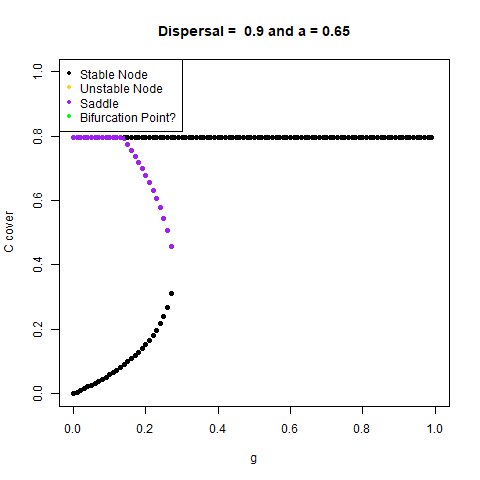 Dispersal =  0.9 and a = 0.65
Stable Node
Unstable Node
Saddle
Bifurcation Point?
1.0
0.8
0.6
0.4
0.2
0.0
C cover
0.0 0.2 0.4 0.6 0.8 1.0
g